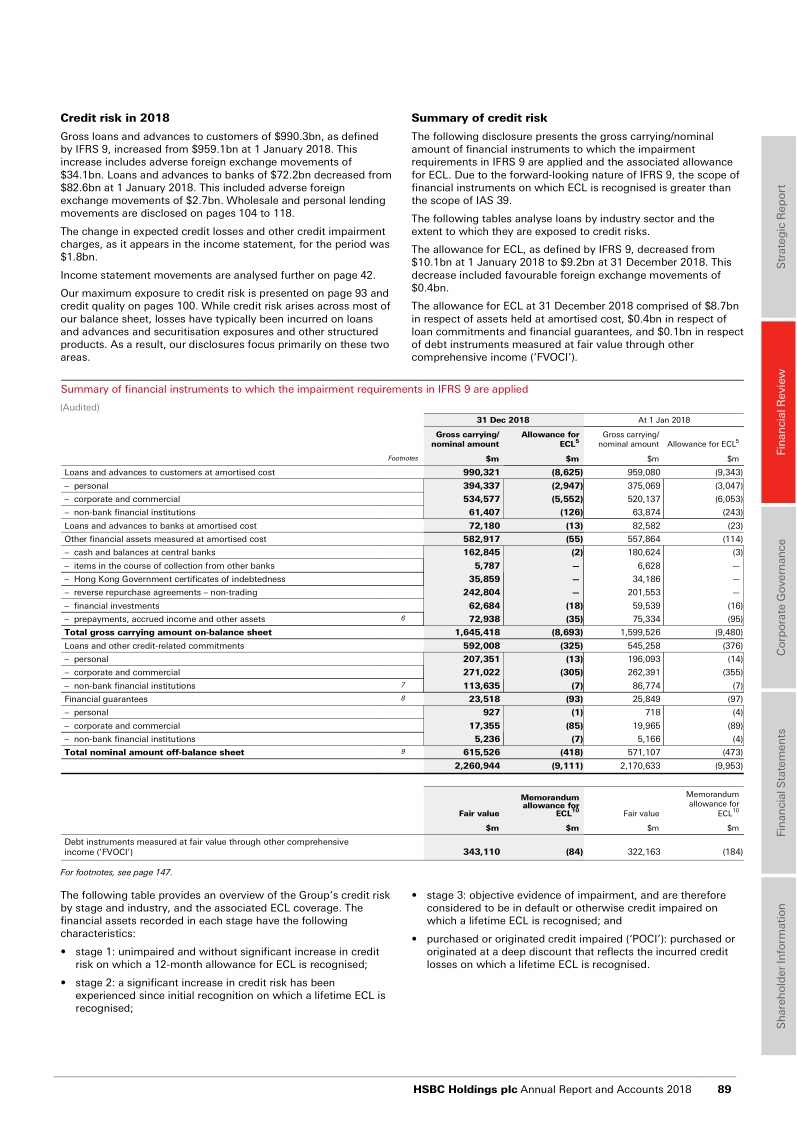 Credit risk in 2018
Gross loans and advances to customers of $990.3bn, as defined
by IFRS 9, increased from $959.1bn at 1 January 2018. This
increase includes adverse foreign exchange movements of
$34.1bn. Loans and advances to banks of $72.2bn decreased from
$82.6bn at 1 January 2018. This included adverse foreign
exchange movements of $2.7bn. Wholesale and personal lending
movements are disclosed on pages 104 to 118.
The change in expected credit losses and other credit impairment
charges, as it appears in the income statement, for the period was
$1.8bn.
Income statement movements are analysed further on page 42.
Our maximum exposure to credit risk is presented on page 93 and
credit quality on pages 100. While credit risk arises across most of
our balance sheet, losses have typically been incurred on loans
and advances and securitisation exposures and other structured
products. As a result, our disclosures focus primarily on these two
areas.
Summary of credit risk
The following disclosure presents the gross carrying/nominal
amount of financial instruments to which the impairment
requirements in IFRS 9 are applied and the associated allowance
for ECL. Due to the forward-looking nature of IFRS 9, the scope of
financial instruments on which ECL is recognised is greater than
the scope of IAS 39.
The following tables analyse loans by industry sector and the
extent to which they are exposed to credit risks.
The allowance for ECL, as defined by IFRS 9, decreased from
$10.1bn at 1 January 2018 to $9.2bn at 31 December 2018. This
decrease included favourable foreign exchange movements of
$0.4bn.
The allowance for ECL at 31 December 2018 comprised of $8.7bn
in respect of assets held at amortised cost, $0.4bn in respect of
loan commitments and financial guarantees, and $0.1bn in respect
of debt instruments measured at fair value through other
comprehensive income ('FVOCI').
Summary of financial instruments to which the impairment requirements in IFRS 9 are applied
(Audited)
31 Dec 2018 At 1 Jan 2018
Gross carrying/ nominal amount Allowance for ECL5 Gross carrying/ nominal amount Allowance for ECL5
Footnotes $m $m $m $m
Loans and advances to customers at amortised cost 990,321 (8,625) 959,080 (9,343)
– personal 394,337 (2,947) 375,069 (3,047)
– corporate and commercial 534,577 (5,552) 520,137 (6,053)
– non-bank financial institutions 61,407 (126) 63,874 (243)
Loans and advances to banks at amortised cost 72,180 (13) 82,582 (23)
Other financial assets measured at amortised cost 582,917 (55) 557,864 (114)
– cash and balances at central banks 162,845 (2) 180,624 (3)
– items in the course of collection from other banks 5,787 — 6,628 —
– Hong Kong Government certificates of indebtedness 35,859 — 34,186 —
– reverse repurchase agreements – non-trading 242,804 — 201,553 —
– financial investments 62,684 (18) 59,539 (16)
– prepayments, accrued income and other assets 6 72,938 (35) 75,334 (95)
Total gross carrying amount on-balance sheet 1,645,418 (8,693) 1,599,526 (9,480)
Loans and other credit-related commitments 592,008 (325) 545,258 (376)
– personal 207,351 (13) 196,093 (14)
– corporate and commercial 271,022 (305) 262,391 (355)
– non-bank financial institutions 7 113,635 (7) 86,774 (7)
Financial guarantees 8 23,518 (93) 25,849 (97)
– personal 927 (1) 718 (4)
– corporate and commercial 17,355 (85) 19,965 (89)
– non-bank financial institutions 5,236 (7) 5,166 (4)
Total nominal amount off-balance sheet 9 615,526 (418) 571,107 (473)
2,260,944 (9,111) 2,170,633 (9,953)
Fair value Memorandum allowance for ECL10 Fair value Memorandum allowance for ECL10
$m $m $m $m
Debt instruments measured at fair value through other comprehensive
income ('FVOCI') 343,110 (84) 322,163 (184)
For footnotes, see page 147.
The following table provides an overview of the Group's credit risk
by stage and industry, and the associated ECL coverage. The
financial assets recorded in each stage have the following
characteristics:
• stage 1: unimpaired and without significant increase in credit
risk on which a 12-month allowance for ECL is recognised;
• stage 2: a significant increase in credit risk has been
experienced since initial recognition on which a lifetime ECL is
recognised;
• stage 3: objective evidence of impairment, and are therefore
considered to be in default or otherwise credit impaired on
which a lifetime ECL is recognised; and
• purchased or originated credit impaired ('POCI'): purchased or
originated at a deep discount that reflects the incurred credit
losses on which a lifetime ECL is recognised.
Strategic Report
Financial Review
Corporate Governance
Financial Statements
Shareholder Information
HSBC Holdings plc Annual Report and Accounts 2018 89